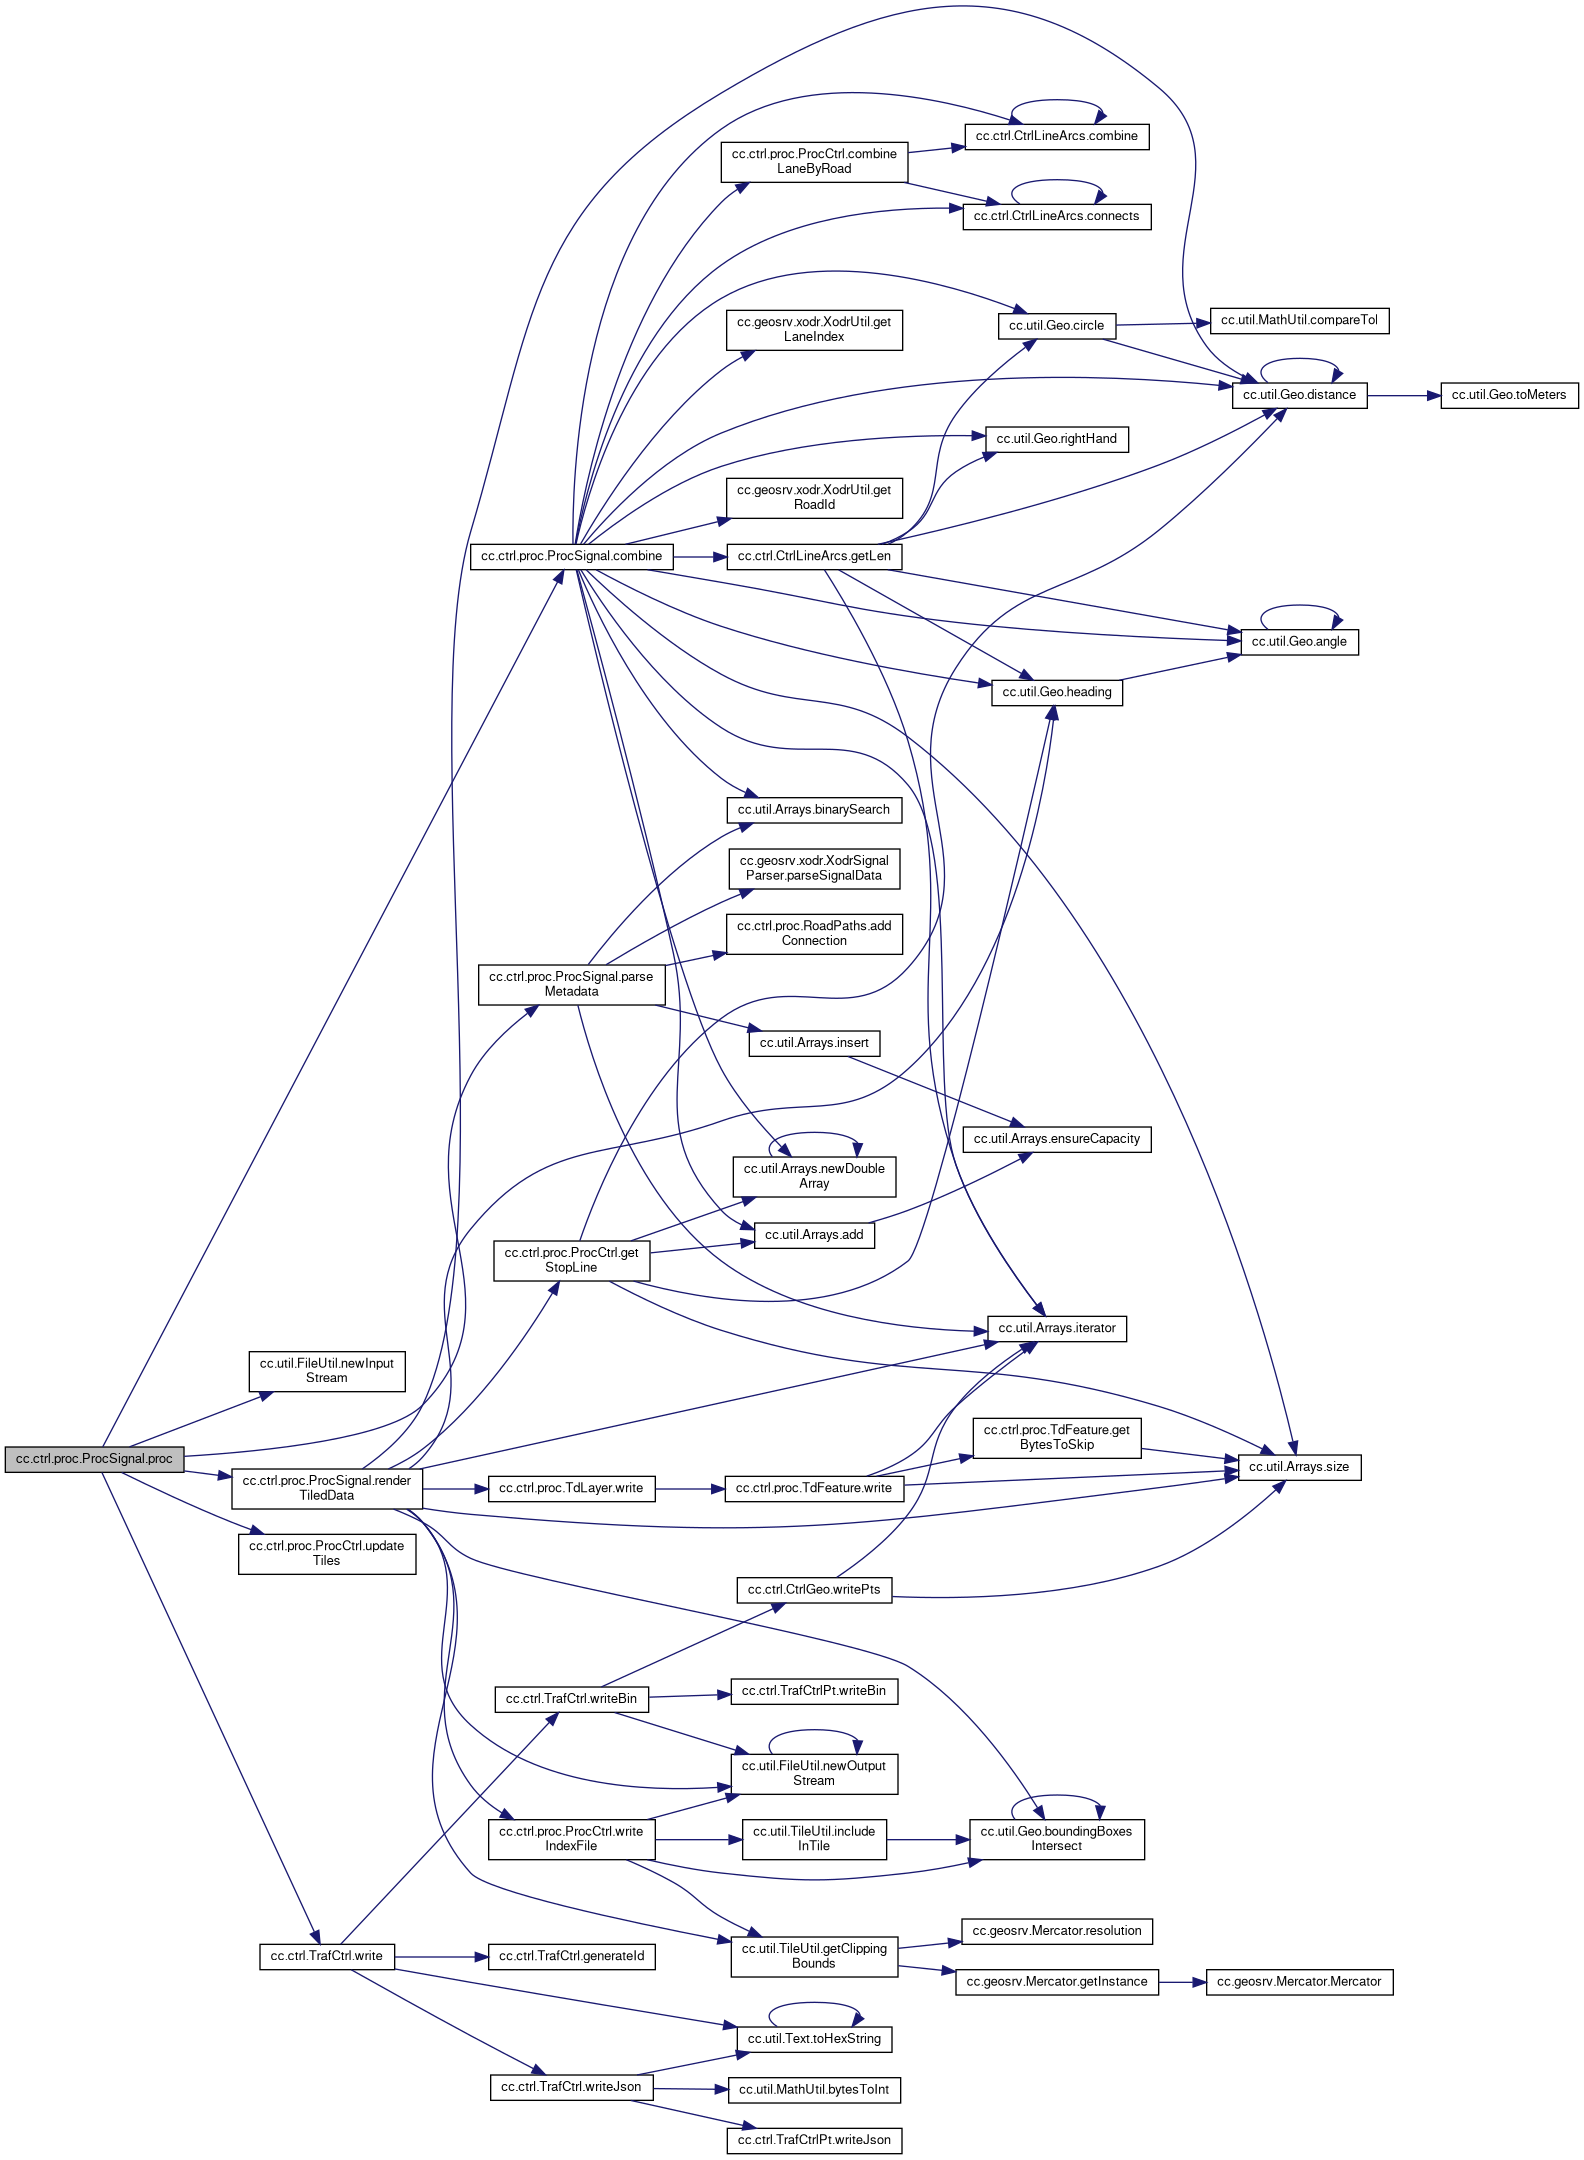 cc.ctrl.CtrlLineArcs.combine
cc.ctrl.proc.ProcCtrl.combine
LaneByRoad
cc.ctrl.CtrlLineArcs.connects
cc.geosrv.xodr.XodrUtil.get
LaneIndex
cc.util.Geo.circle
cc.util.MathUtil.compareTol
cc.util.Geo.distance
cc.util.Geo.toMeters
cc.util.Geo.rightHand
cc.geosrv.xodr.XodrUtil.get
RoadId
cc.ctrl.proc.ProcSignal.combine
cc.ctrl.CtrlLineArcs.getLen
cc.util.Geo.angle
cc.util.Geo.heading
cc.util.Arrays.binarySearch
cc.geosrv.xodr.XodrSignal
Parser.parseSignalData
cc.ctrl.proc.RoadPaths.add
Connection
cc.ctrl.proc.ProcSignal.parse
Metadata
cc.util.Arrays.insert
cc.util.Arrays.ensureCapacity
cc.util.Arrays.newDouble
Array
cc.util.Arrays.add
cc.ctrl.proc.ProcCtrl.get
StopLine
cc.util.Arrays.iterator
cc.util.FileUtil.newInput
Stream
cc.ctrl.proc.TdFeature.get
BytesToSkip
cc.ctrl.proc.ProcSignal.proc
cc.util.Arrays.size
cc.ctrl.proc.ProcSignal.render
TiledData
cc.ctrl.proc.TdLayer.write
cc.ctrl.proc.TdFeature.write
cc.ctrl.proc.ProcCtrl.update
Tiles
cc.ctrl.CtrlGeo.writePts
cc.ctrl.TrafCtrl.writeBin
cc.ctrl.TrafCtrlPt.writeBin
cc.util.FileUtil.newOutput
Stream
cc.ctrl.proc.ProcCtrl.write
IndexFile
cc.util.TileUtil.include
InTile
cc.util.Geo.boundingBoxes
Intersect
cc.geosrv.Mercator.resolution
cc.util.TileUtil.getClipping
Bounds
cc.ctrl.TrafCtrl.write
cc.ctrl.TrafCtrl.generateId
cc.geosrv.Mercator.getInstance
cc.geosrv.Mercator.Mercator
cc.util.Text.toHexString
cc.ctrl.TrafCtrl.writeJson
cc.util.MathUtil.bytesToInt
cc.ctrl.TrafCtrlPt.writeJson